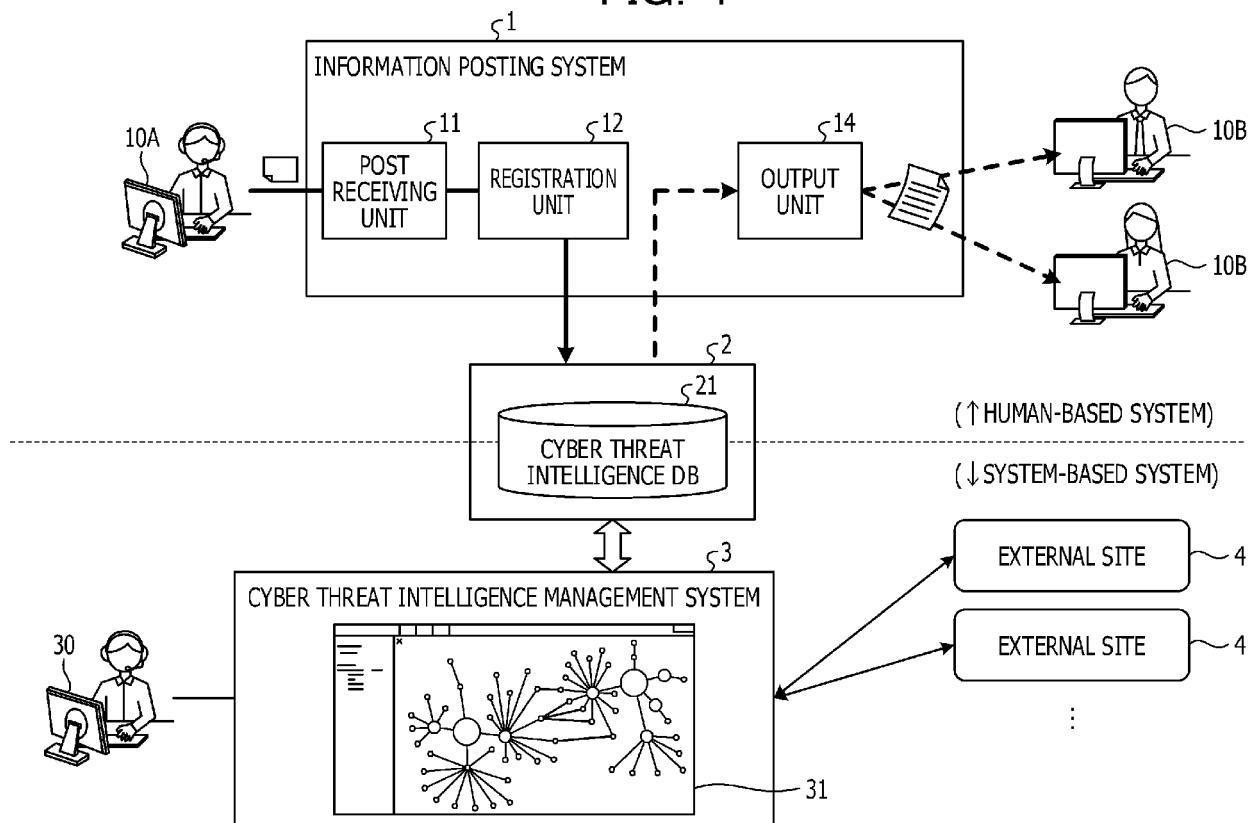 1
INFORMATION POSTING SYSTEM
10A
11
12
14
10B
POST
RECEIVING
UNIT
REGISTRATION
UNIT
OUTPUT
UNIT
10B
2
21
CYBER THREAT
INTELLIGENCE DB
(↑HUMAN-BASED SYSTEM)
(↓SYSTEM-BASED SYSTEM)
3
CYBER THREAT INTELLIGENCE MANAGEMENT SYSTEM
EXTERNAL SITE
4
EXTERNAL SITE
4
⋮
30
31